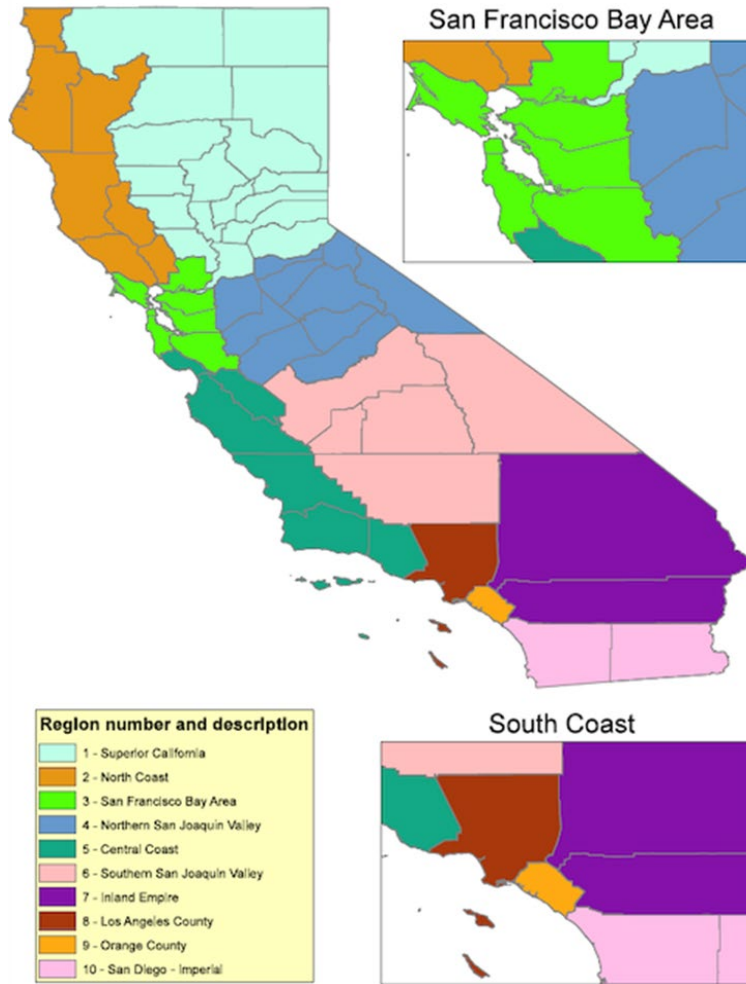 San Francisco Bay Area
Region number and description
1 - Superior California
2 - North Coast
3 - San Francisco Bay Area
4 - Northern San Joaquin Valley
5 - Central Coast
6 - Southern San Joaquin Valley
7 - Inland Empire
8 - Los Angeles County
9 - Orange County
10 - San Diego - Imperial
South Coast